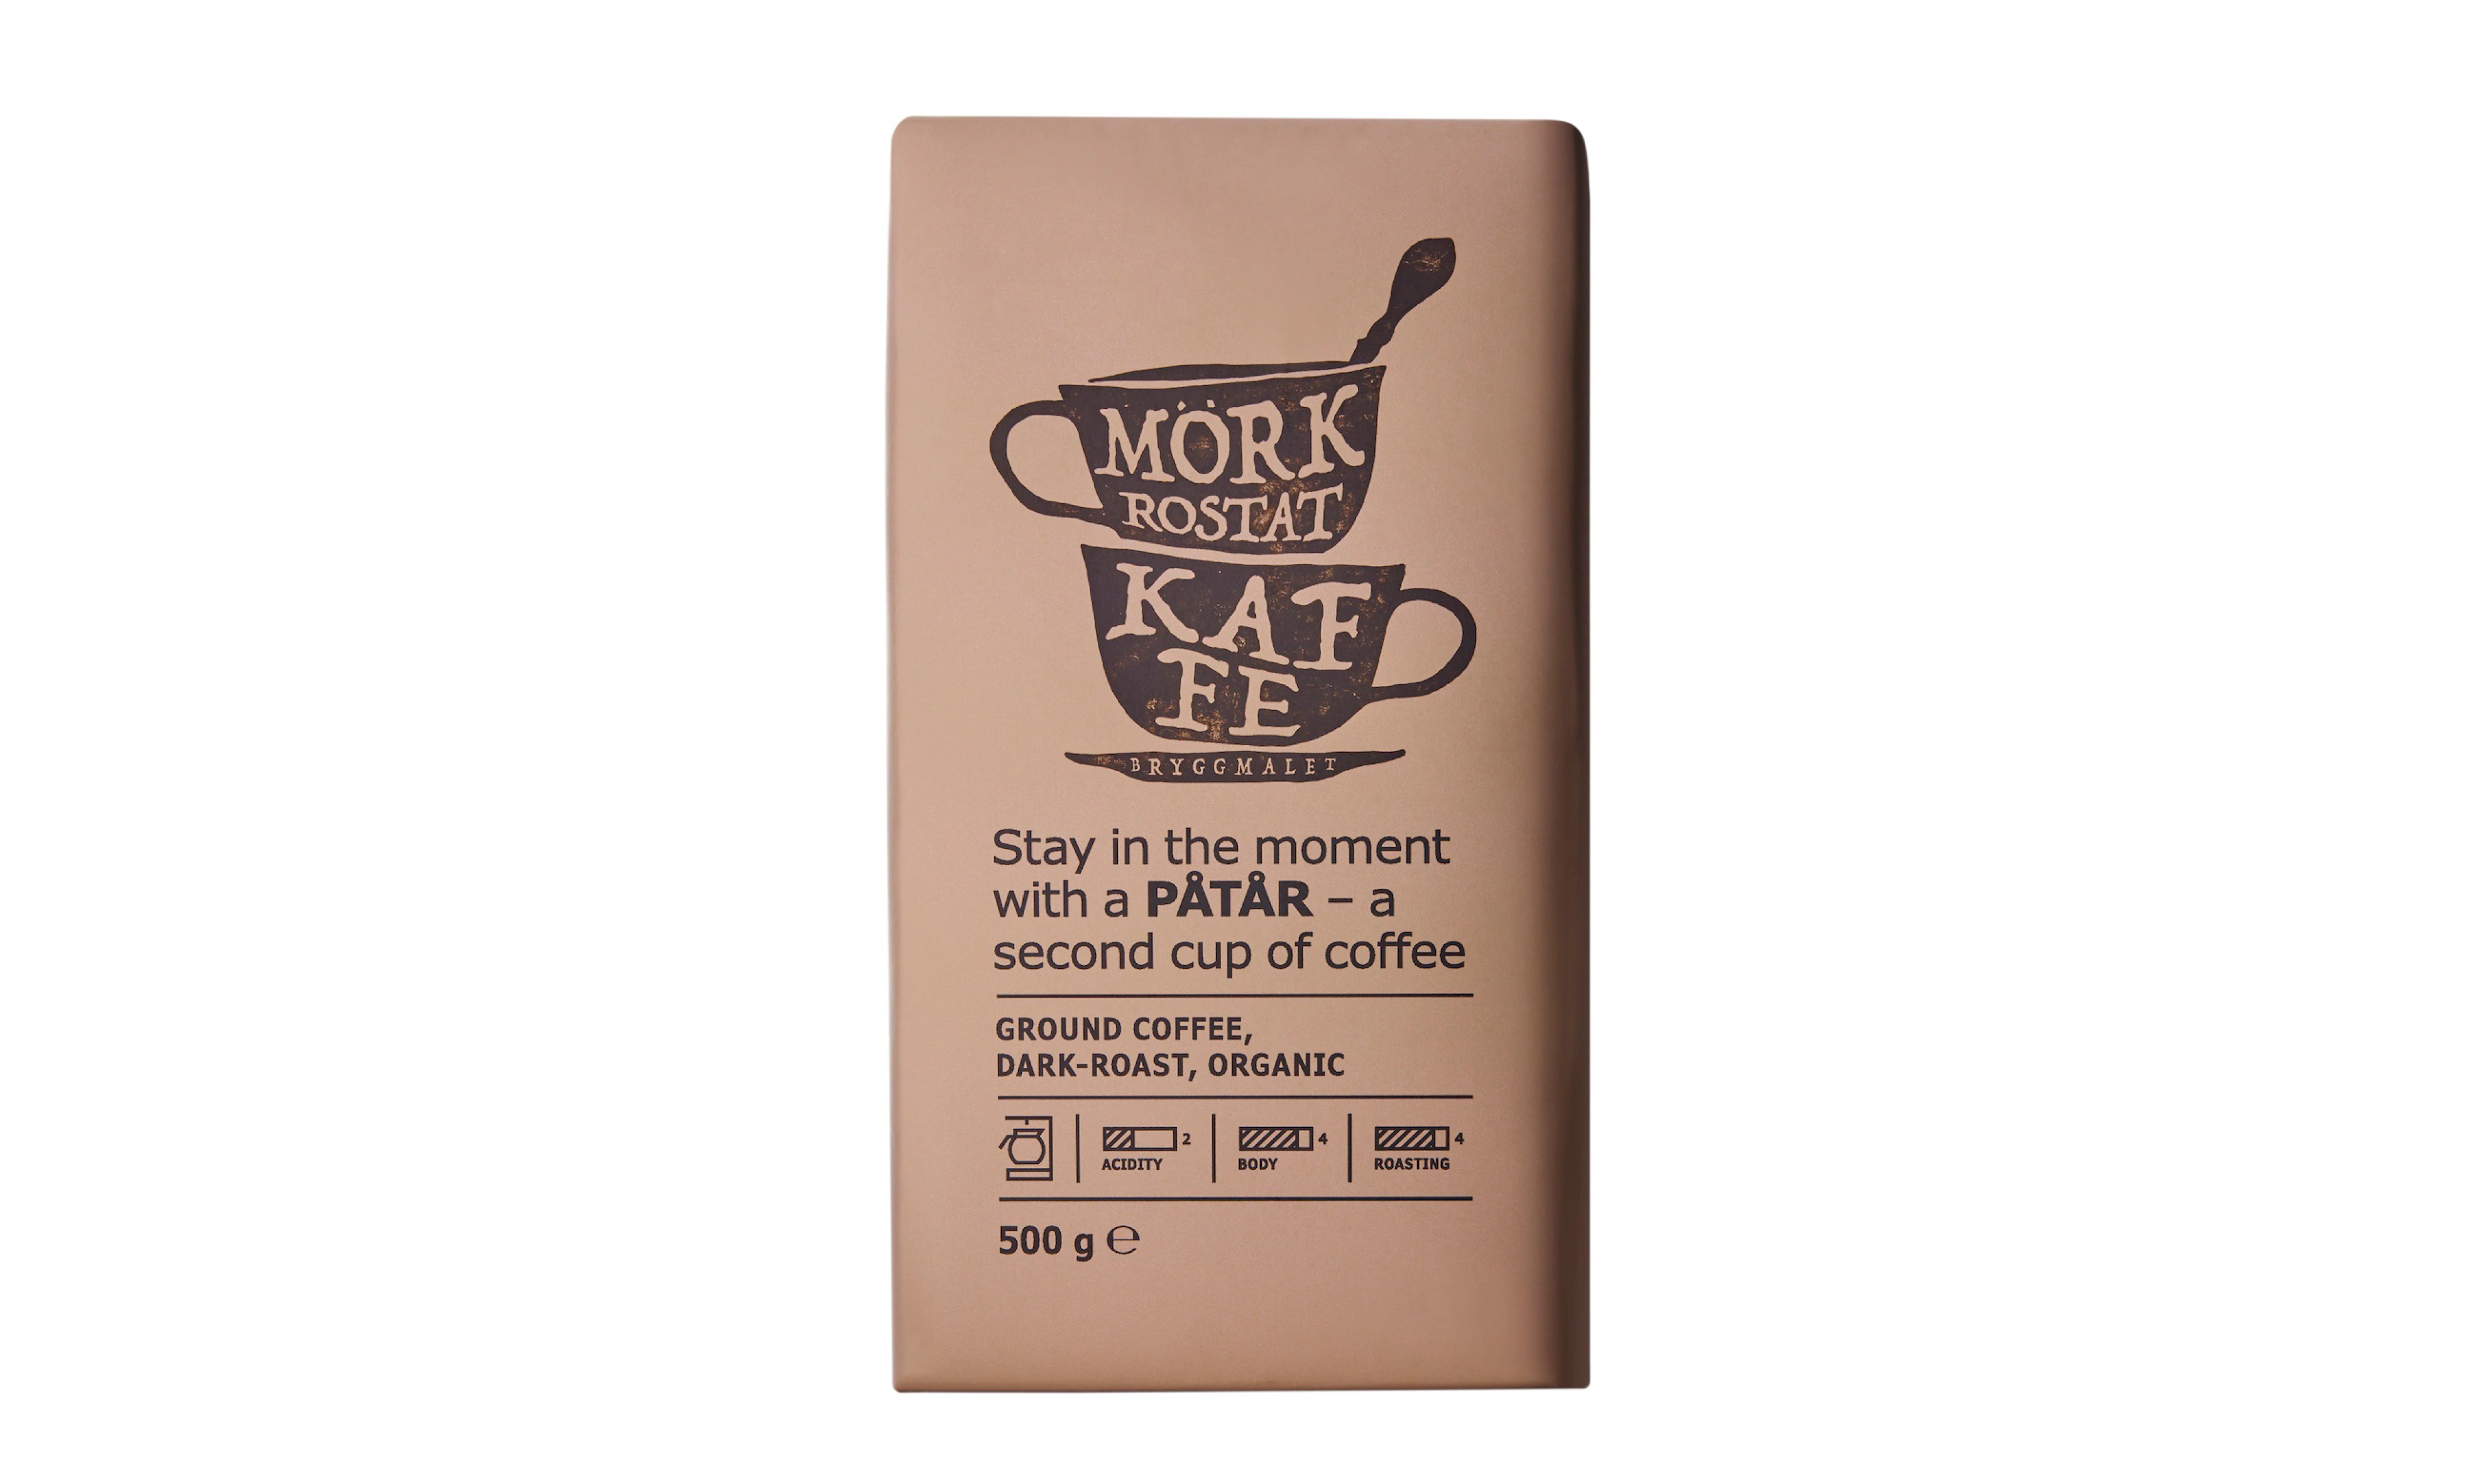 MÖRK
ROSTAT
KAF
FE
BRYGGMALET
Stay in the moment
with a PÅTÅR – a
second cup of coffee
GROUND COFFEE,
DARK-ROAST, ORGANIC
2
ACIDITY
4
BODY
4
ROASTING
500 g ℮